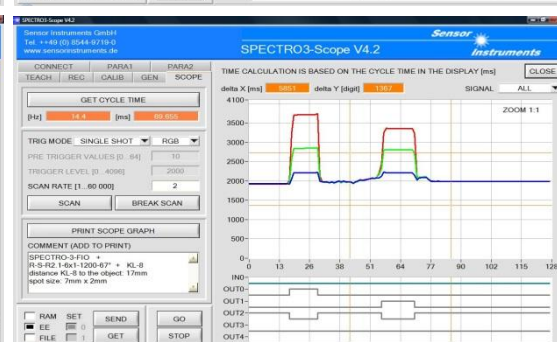 SPECTRO3-Scope V4.2
Sensor Instruments GmbH
Tel. ++49 (0) 8544-9719-0
www.sensorinstruments.de
SPECTRO3-Scope V4.2
Sensor
Instruments
CONNECT PARA1 PARA2
TEACH REC CALIB GEN SCOPE
GET CYCLE TIME
[Hz] 14.4 [ms] 69.655
TRIG MODE SINGLE SHOT RGB
PRE TRIGGER VALUES [0..64] 10
TRIGGER LEVEL [0..4096] 2000
SCAN RATE [1...60 000] 2
SCAN BREAK SCAN
PRINT SCOPE GRAPH
COMMENT (ADD TO PRINT)
SPECTRO-3-FIO +
R-S-R2.1-6x1-1200-67° + KL-8
distance KL-8 to the object: 17mm
spot size: 7mm x 2mm
RAM SET SEND GO
EE 0
FILE 1 GET STOP
TIME CALCULATION IS BASED ON THE CYCLE TIME IN THE DISPLAY [ms] CLOSE
delta X [ms] 5851 delta Y [digit] 1367 SIGNAL ALL
ZOOM 1:1
4100
3500
3000
2500
2000
1500
1000
500
0
0 13 26 38 51 64 77 90 102 115 128
IN0
OUT0
OUT1
OUT2
OUT3
OUT4